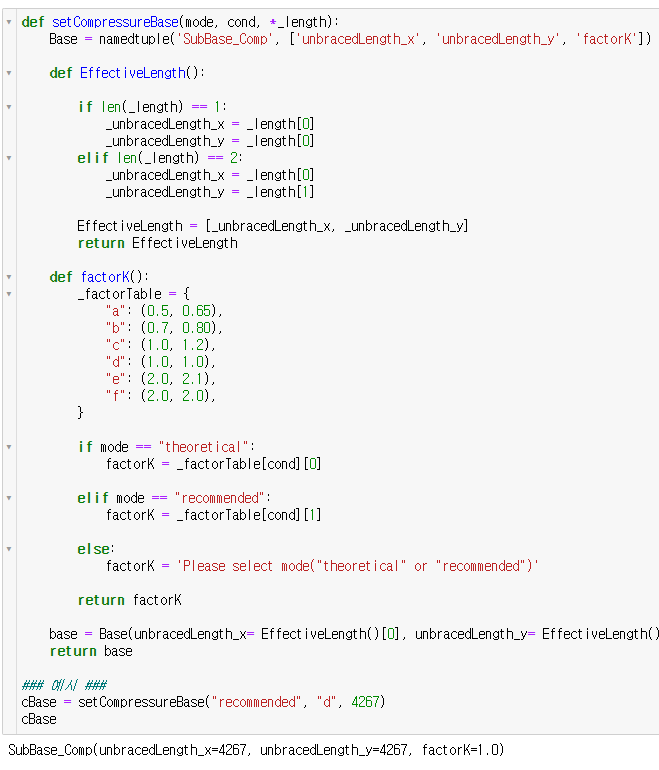 def setCompressureBase(mode, cond, *_length):
    Base = namedtuple('SubBase_Comp', ['unbracedLength_x', 'unbracedLength_y', 'factorK'])
    def EffectiveLength():
        if len(_length) == 1:
            _unbracedLength_x = _length[0]
            _unbracedLength_y = _length[0]
        elif len(_length) == 2:
            _unbracedLength_x = _length[0]
            _unbracedLength_y = _length[1]
        EffectiveLength = [_unbracedLength_x, _unbracedLength_y]
        return EffectiveLength
    def factorK():
        _factorTable = {
            "a": (0.5, 0.65),
            "b": (0.7, 0.80),
            "c": (1.0, 1.2),
            "d": (1.0, 1.0),
            "e": (2.0, 2.1),
            "f": (2.0, 2.0),
        }
        if mode == "theoretical":
            factorK = _factorTable[cond][0]
        elif mode == "recommended":
            factorK = _factorTable[cond][1]
        else:
            factorK = 'Please select mode("theoretical" or "recommended")'
        return factorK
    base = Base(unbracedLength_x= EffectiveLength()[0], unbracedLength_y= EffectiveLength()
    return base
### 예시 ###
cBase = setCompressureBase("recommended", "d", 4267)
cBase
SubBase_Comp(unbracedLength_x=4267, unbracedLength_y=4267, factorK=1.0)